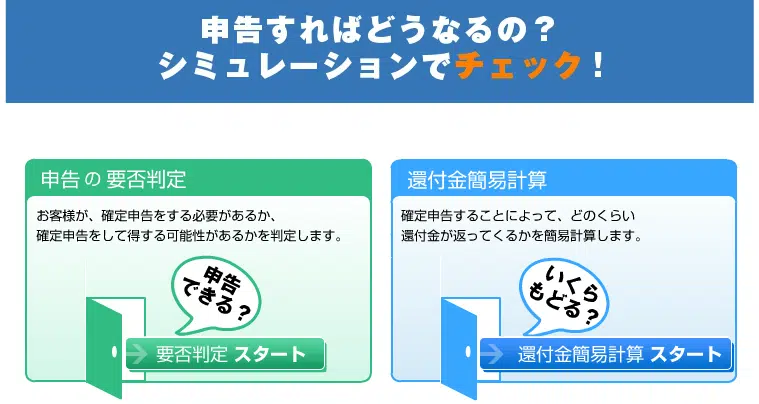 申告すればどうなるの？
シミュレーションでチェック！
申告の要否判定
お客様が、確定申告をする必要があるか、
確定申告をして得する可能性があるかを判定します。
申告
できる？
要否判定 スタート
還付金簡易計算
確定申告することによって、どのくらい
還付金が返ってくるかを簡易計算します。
いくら
もどる？
還付金簡易計算 スタート